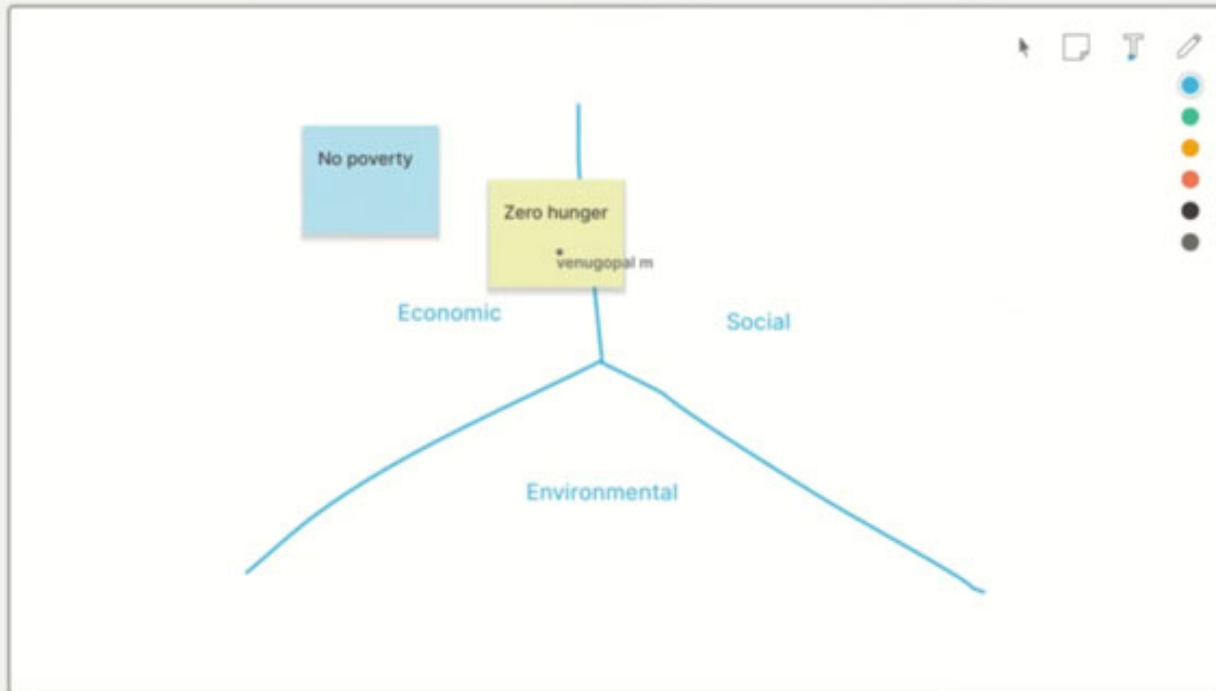 No poverty
Zero hunger
venugopal m
Economic
Social
Environmental